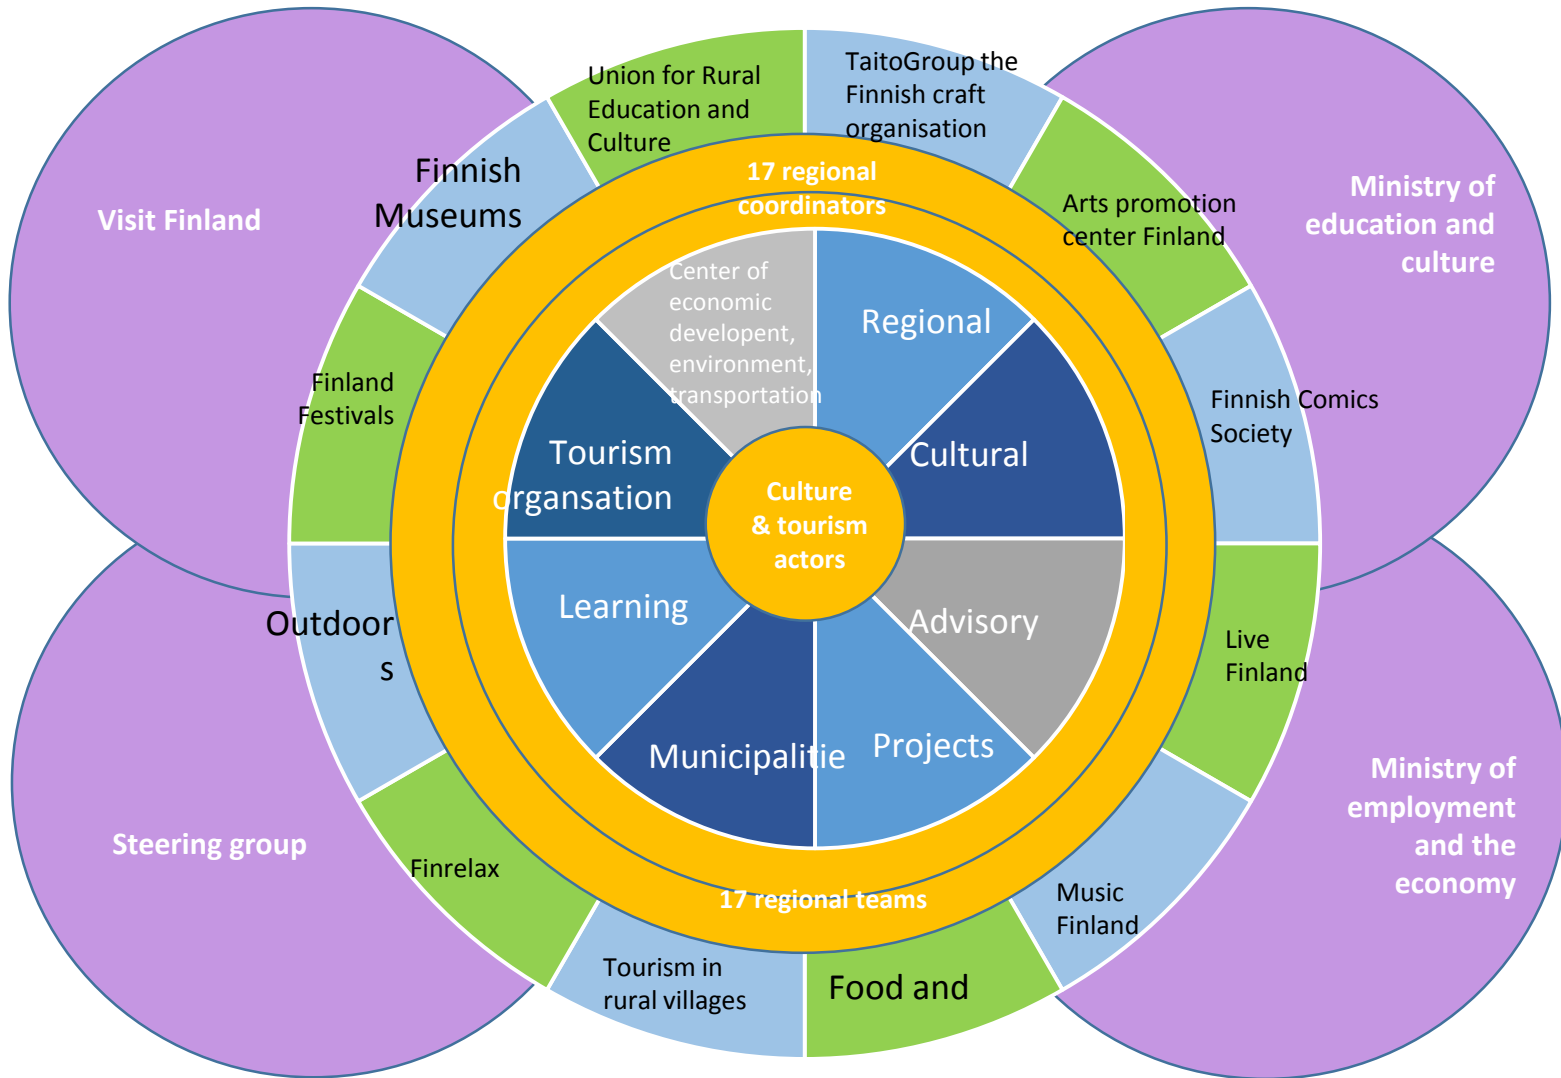 Union for Rural
Education and
Culture
TaitoGroup the
Finnish craft
organisation
Finnish
Museums
17 regional
coordinators
Visit Finland
Arts promotion
center Finland
Ministry of
education and
culture
Center of
economic
developent,
environment,
transportation
Regional
Finland
Festivals
Finnish Comics
Society
Tourism
organsation
Cultural
Culture
& tourism
actors
Learning
Advisory
Outdoor
s
Live
Finland
Municipalitie
Projects
Steering group
Finrelax
17 regional teams
Music
Finland
Ministry of
employment
and the
economy
Tourism in
rural villages
Food and